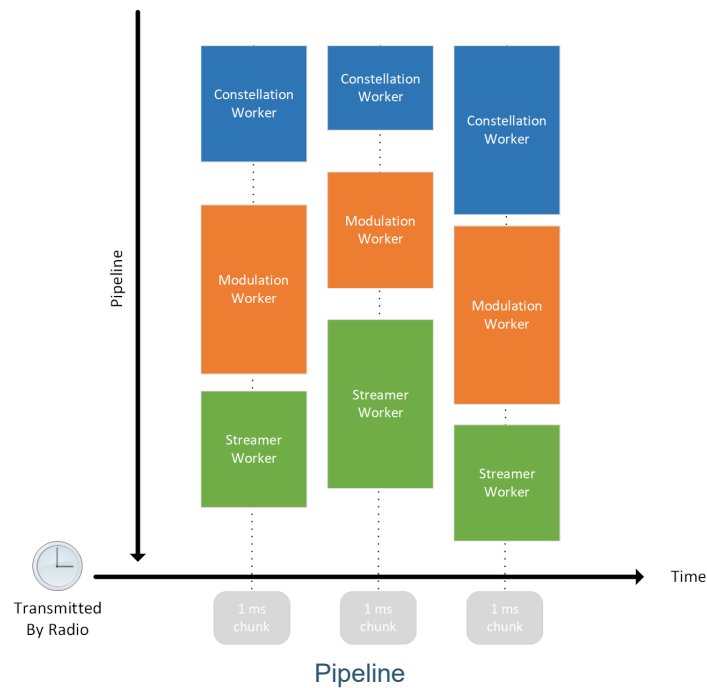 Constellation
Worker
Constellation
Worker
Constellation
Worker
Modulation
Worker
Modulation
Worker
Modulation
Worker
Streamer
Worker
Streamer
Worker
Streamer
Worker
Pipeline
Time
Transmitted
By Radio
1 ms
chunk
1 ms
chunk
1 ms
chunk
Pipeline